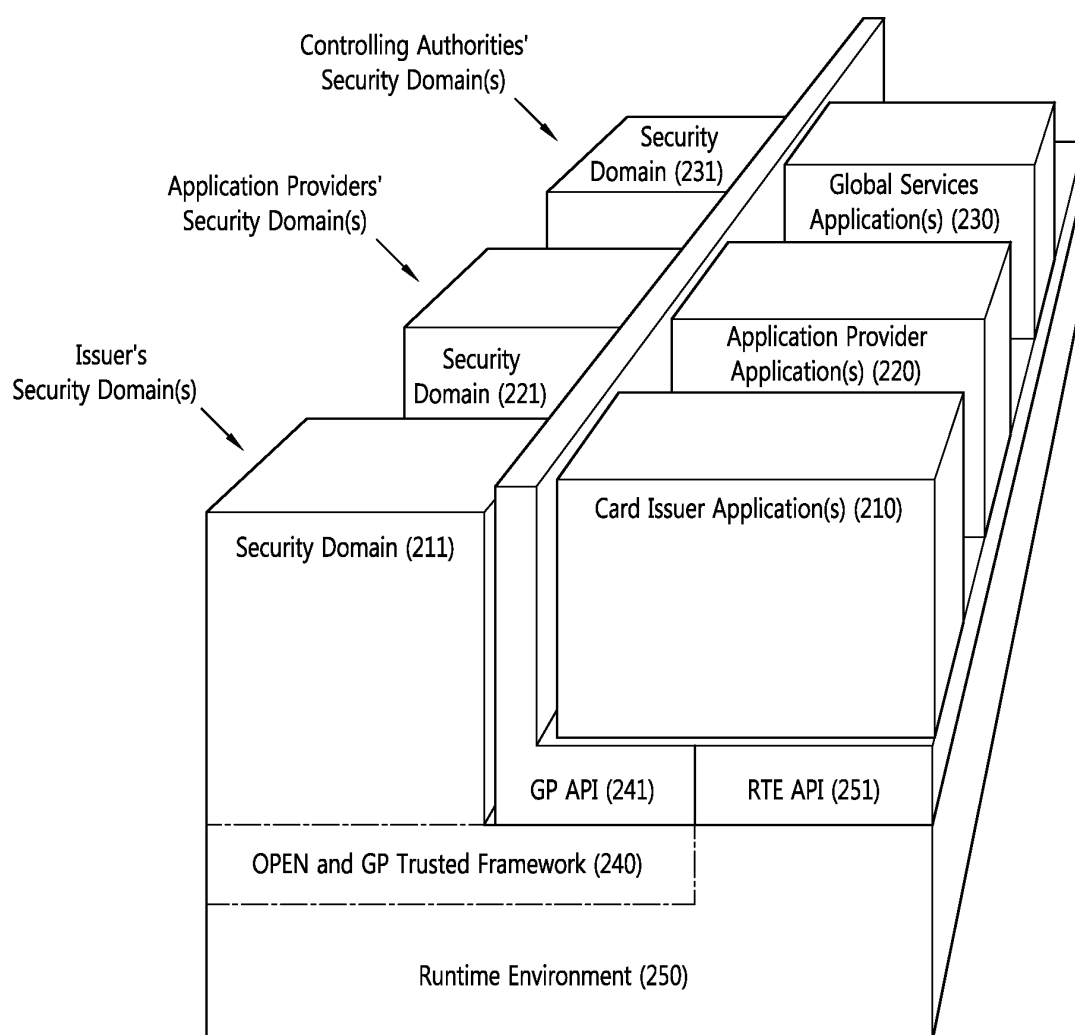 Controlling Authorities'
Security Domain(s)
Security
Domain (231)
Application Providers'
Security Domain(s)
Global Services
Application(s) (230)
Issuer's
Security Domain(s)
Security
Domain (221)
Application Provider
Application(s) (220)
Security Domain (211)
Card Issuer Application(s) (210)
GP API (241)
RTE API (251)
OPEN and GP Trusted Framework (240)
Runtime Environment (250)